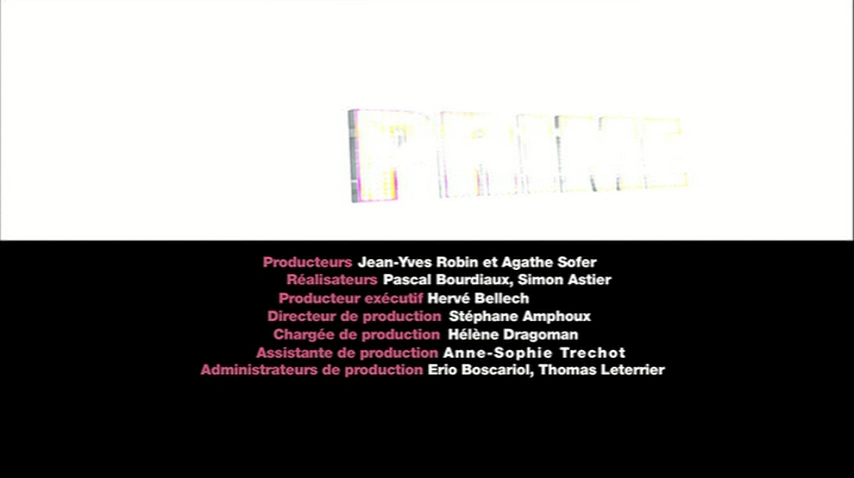 PRIME
Producteurs Jean-Yves Robin et Agathe Sofer
Réalisateurs Pascal Bourdiaux, Simon Astier
Producteur exécutif Hervé Bellech
Directeur de production Stéphane Amphoux
Chargée de production Hélène Dragoman
Assistante de production Anne-Sophie Trechot
Administrateurs de production Erio Boscariol, Thomas Leterrier